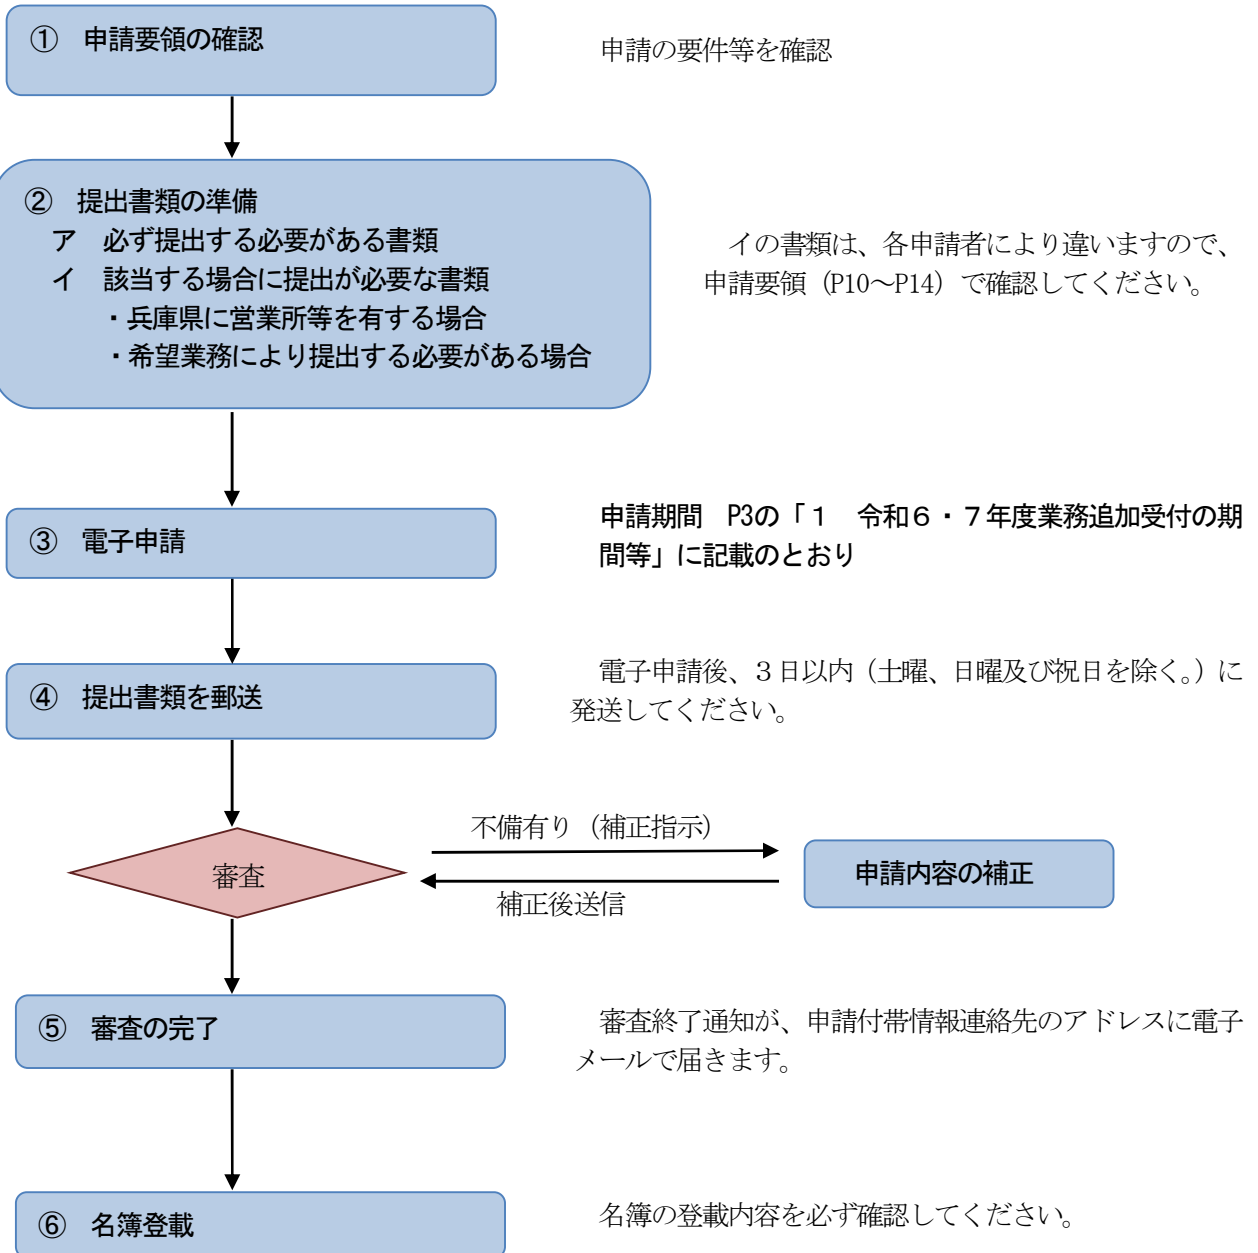 ① 申請要領の確認
申請の要件等を確認
② 提出書類の準備
ア 必ず提出する必要がある書類
イ 該当する場合に提出が必要な書類
・兵庫県に営業所等を有する場合
・希望業務により提出する必要がある場合
イの書類は、各申請者により違いますので、
申請要領（P10～P14）で確認してください。
③ 電子申請
申請期間 P3の「１ 令和６・７年度業務追加受付の期
間等」に記載のとおり
④ 提出書類を郵送
電子申請後、３日以内（土曜、日曜及び祝日を除く。）に
発送してください。
審査
不備有り（補正指示）
補正後送信
申請内容の補正
⑤ 審査の完了
審査終了通知が、申請付帯情報連絡先のアドレスに電子
メールで届きます。
⑥ 名簿登載
名簿の登載内容を必ず確認してください。